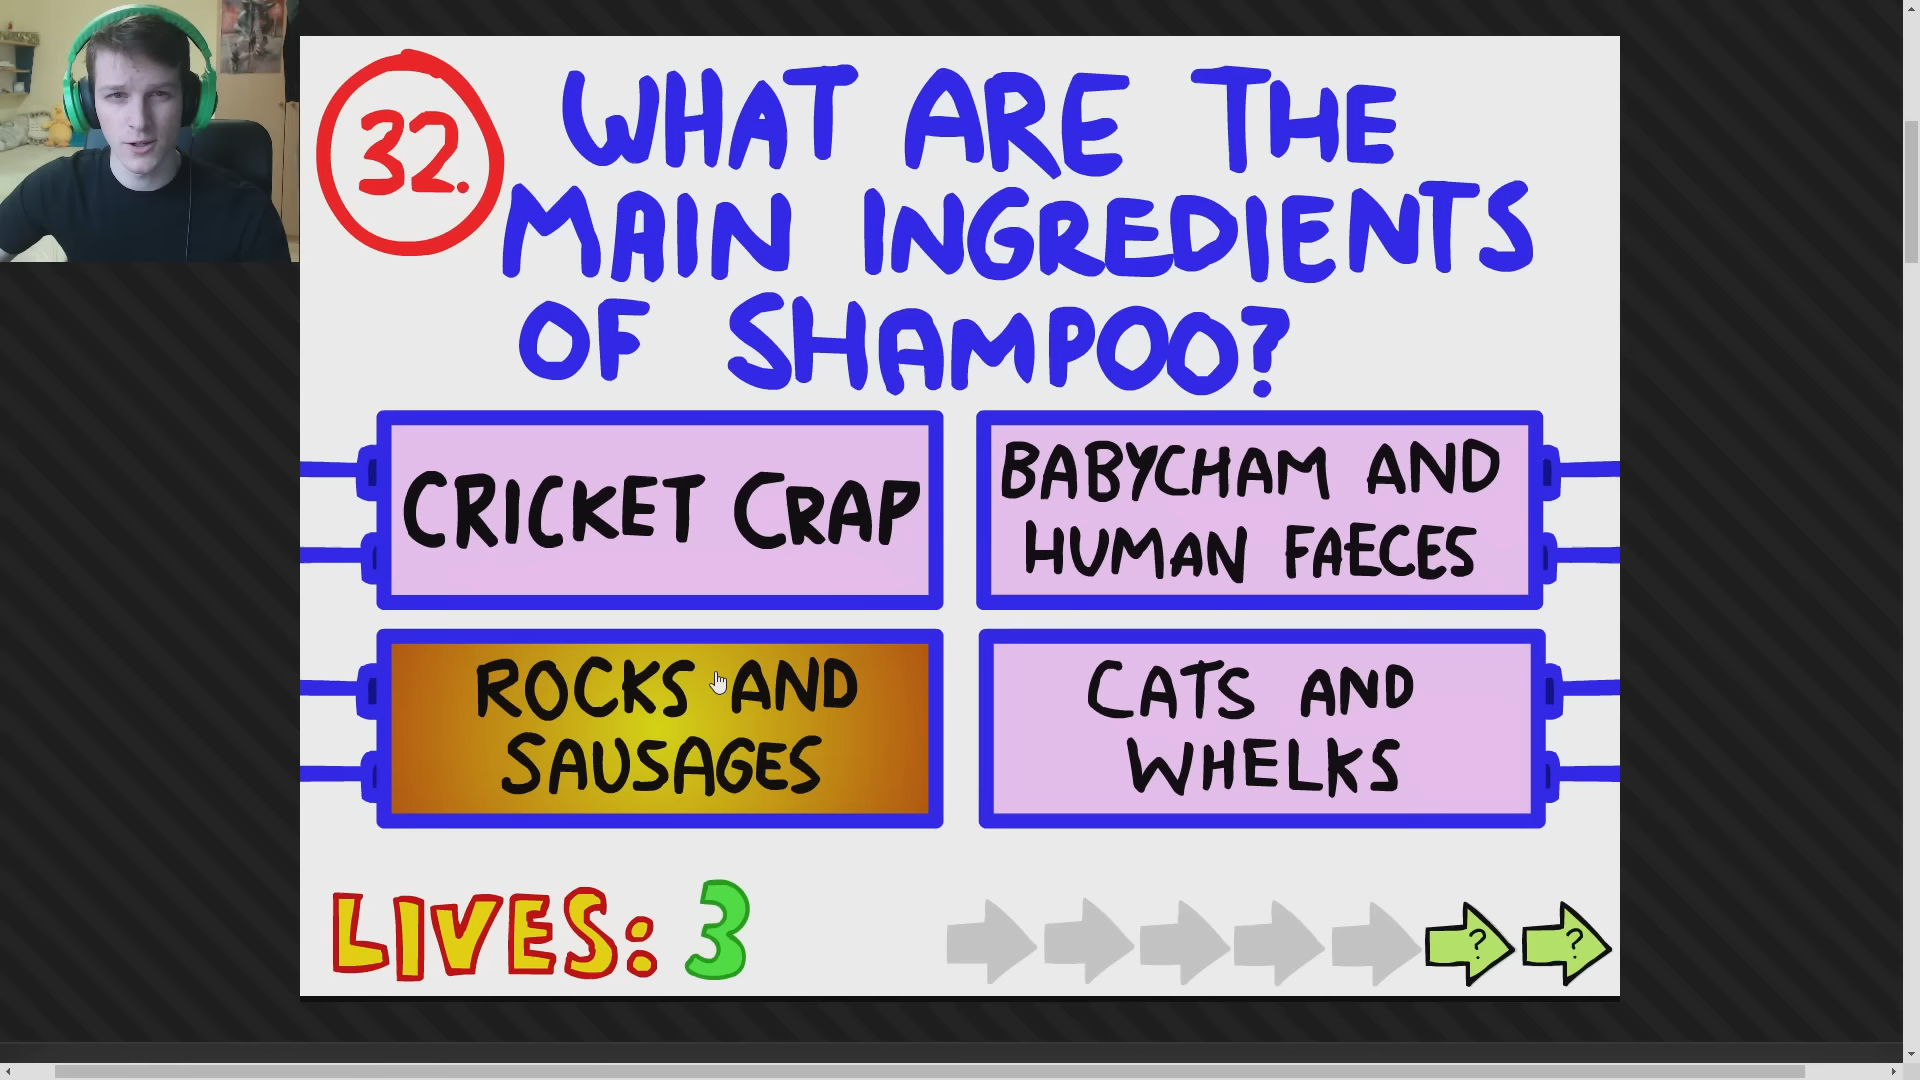 32.
WHAT ARE THE
MAIN INGREDIENTS
OF SHAMPOO?
CRICKET CRAP
BABYCHAM AND
HUMAN FAECES
ROCKS AND
SAUSAGES
CATS AND
WHELKS
LIVES: 3
? ?